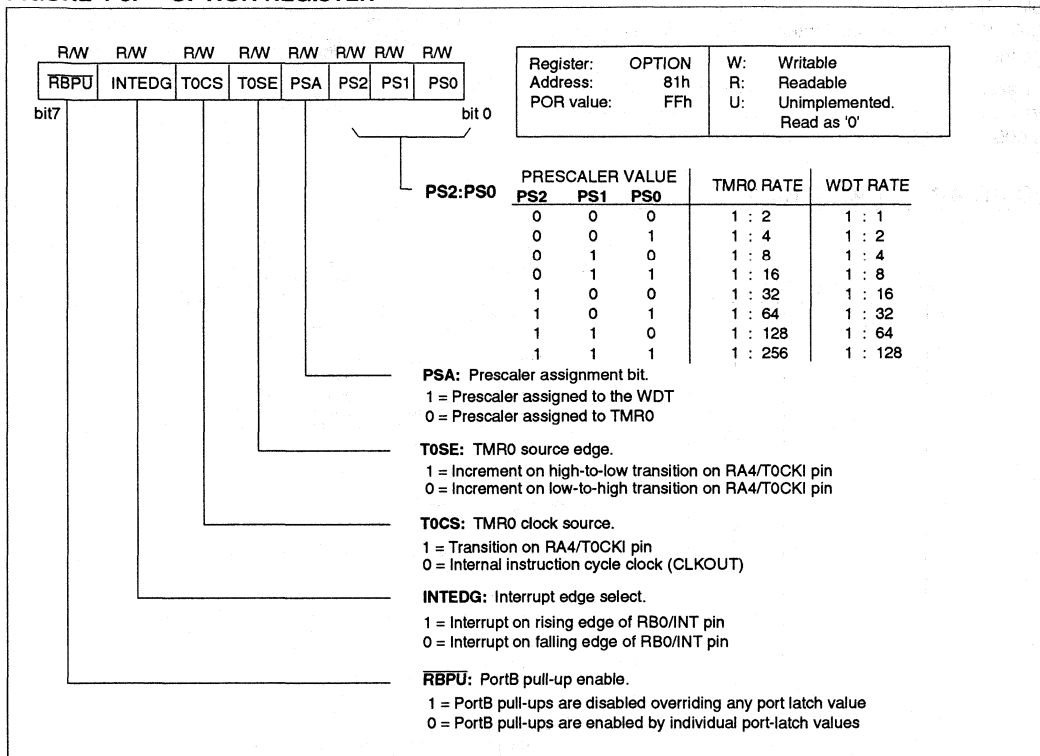 R/W R/W R/W R/W R/W R/W R/W R/W
RBPU INTEDG T0CS T0SE PSA PS2 PS1 PS0
bit7 bit 0
Register: OPTION W: Writable
Address: 81h R: Readable
POR value: FFh U: Unimplemented.
Read as '0'
PS2:PS0
PRESCALER VALUE TMR0 RATE WDT RATE
PS2 PS1 PS0
0 0 0 1 : 2 1 : 1
0 0 1 1 : 4 1 : 2
0 1 0 1 : 8 1 : 4
0 1 1 1 : 16 1 : 8
1 0 0 1 : 32 1 : 16
1 0 1 1 : 64 1 : 32
1 1 0 1 : 128 1 : 64
1 1 1 1 : 256 1 : 128
PSA: Prescaler assignment bit.
1 = Prescaler assigned to the WDT
0 = Prescaler assigned to TMR0
T0SE: TMR0 source edge.
1 = Increment on high-to-low transition on RA4/T0CKI pin
0 = Increment on low-to-high transition on RA4/T0CKI pin
T0CS: TMR0 clock source.
1 = Transition on RA4/T0CKI pin
0 = Internal instruction cycle clock (CLKOUT)
INTEDG: Interrupt edge select.
1 = Interrupt on rising edge of RB0/INT pin
0 = Interrupt on falling edge of RB0/INT pin
RBPU: PortB pull-up enable.
1 = PortB pull-ups are disabled overriding any port latch value
0 = PortB pull-ups are enabled by individual port-latch values